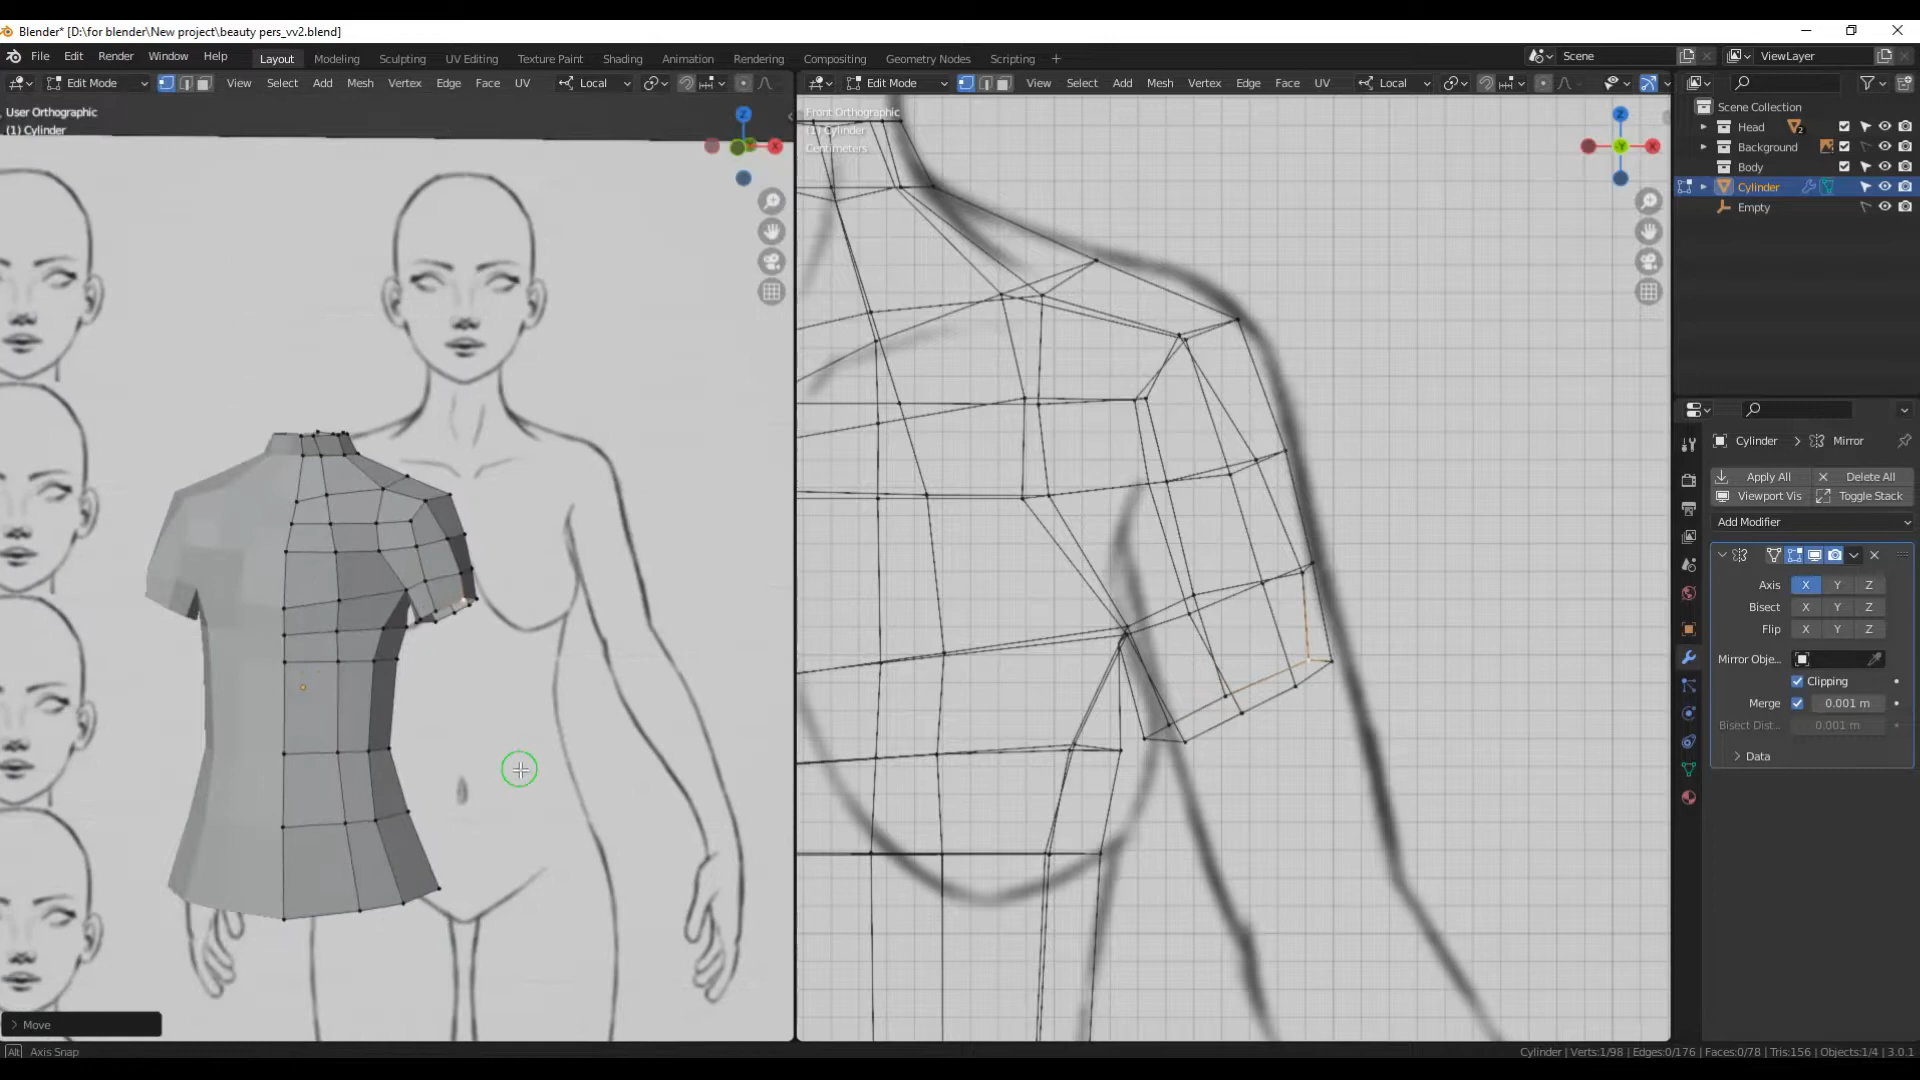 Blender* [D:\for blender\New project\beauty pers_vv2.blend]
File Edit Render Window Help Layout Modeling Sculpting UV Editing Texture Paint Shading Animation Rendering Compositing Geometry Nodes Scripting + Scene ViewLayer
Edit Mode View Select Add Mesh Vertex Edge Face UV Local Edit Mode View Select Add Mesh Vertex Edge Face UV Local
User Orthographic
(1) Cylinder
Front Orthographic
(1) Cylinder
Centimeters
Z
X
Z
Y
X
Scene Collection
Head 2
Background
Body
Cylinder
Empty
Cylinder > Mirror
Apply All Delete All
Viewport Vis Toggle Stack
Add Modifier
Axis X Y Z
Bisect X Y Z
Flip X Y Z
Mirror Obje...
Clipping
Merge 0.001 m
Bisect Dist... 0.001 m
Data
Move
Alt Axis Snap
Cylinder | Verts:1/98 | Edges:0/176 | Faces:0/78 | Tris:156 | Objects:1/4 | 3.0.1